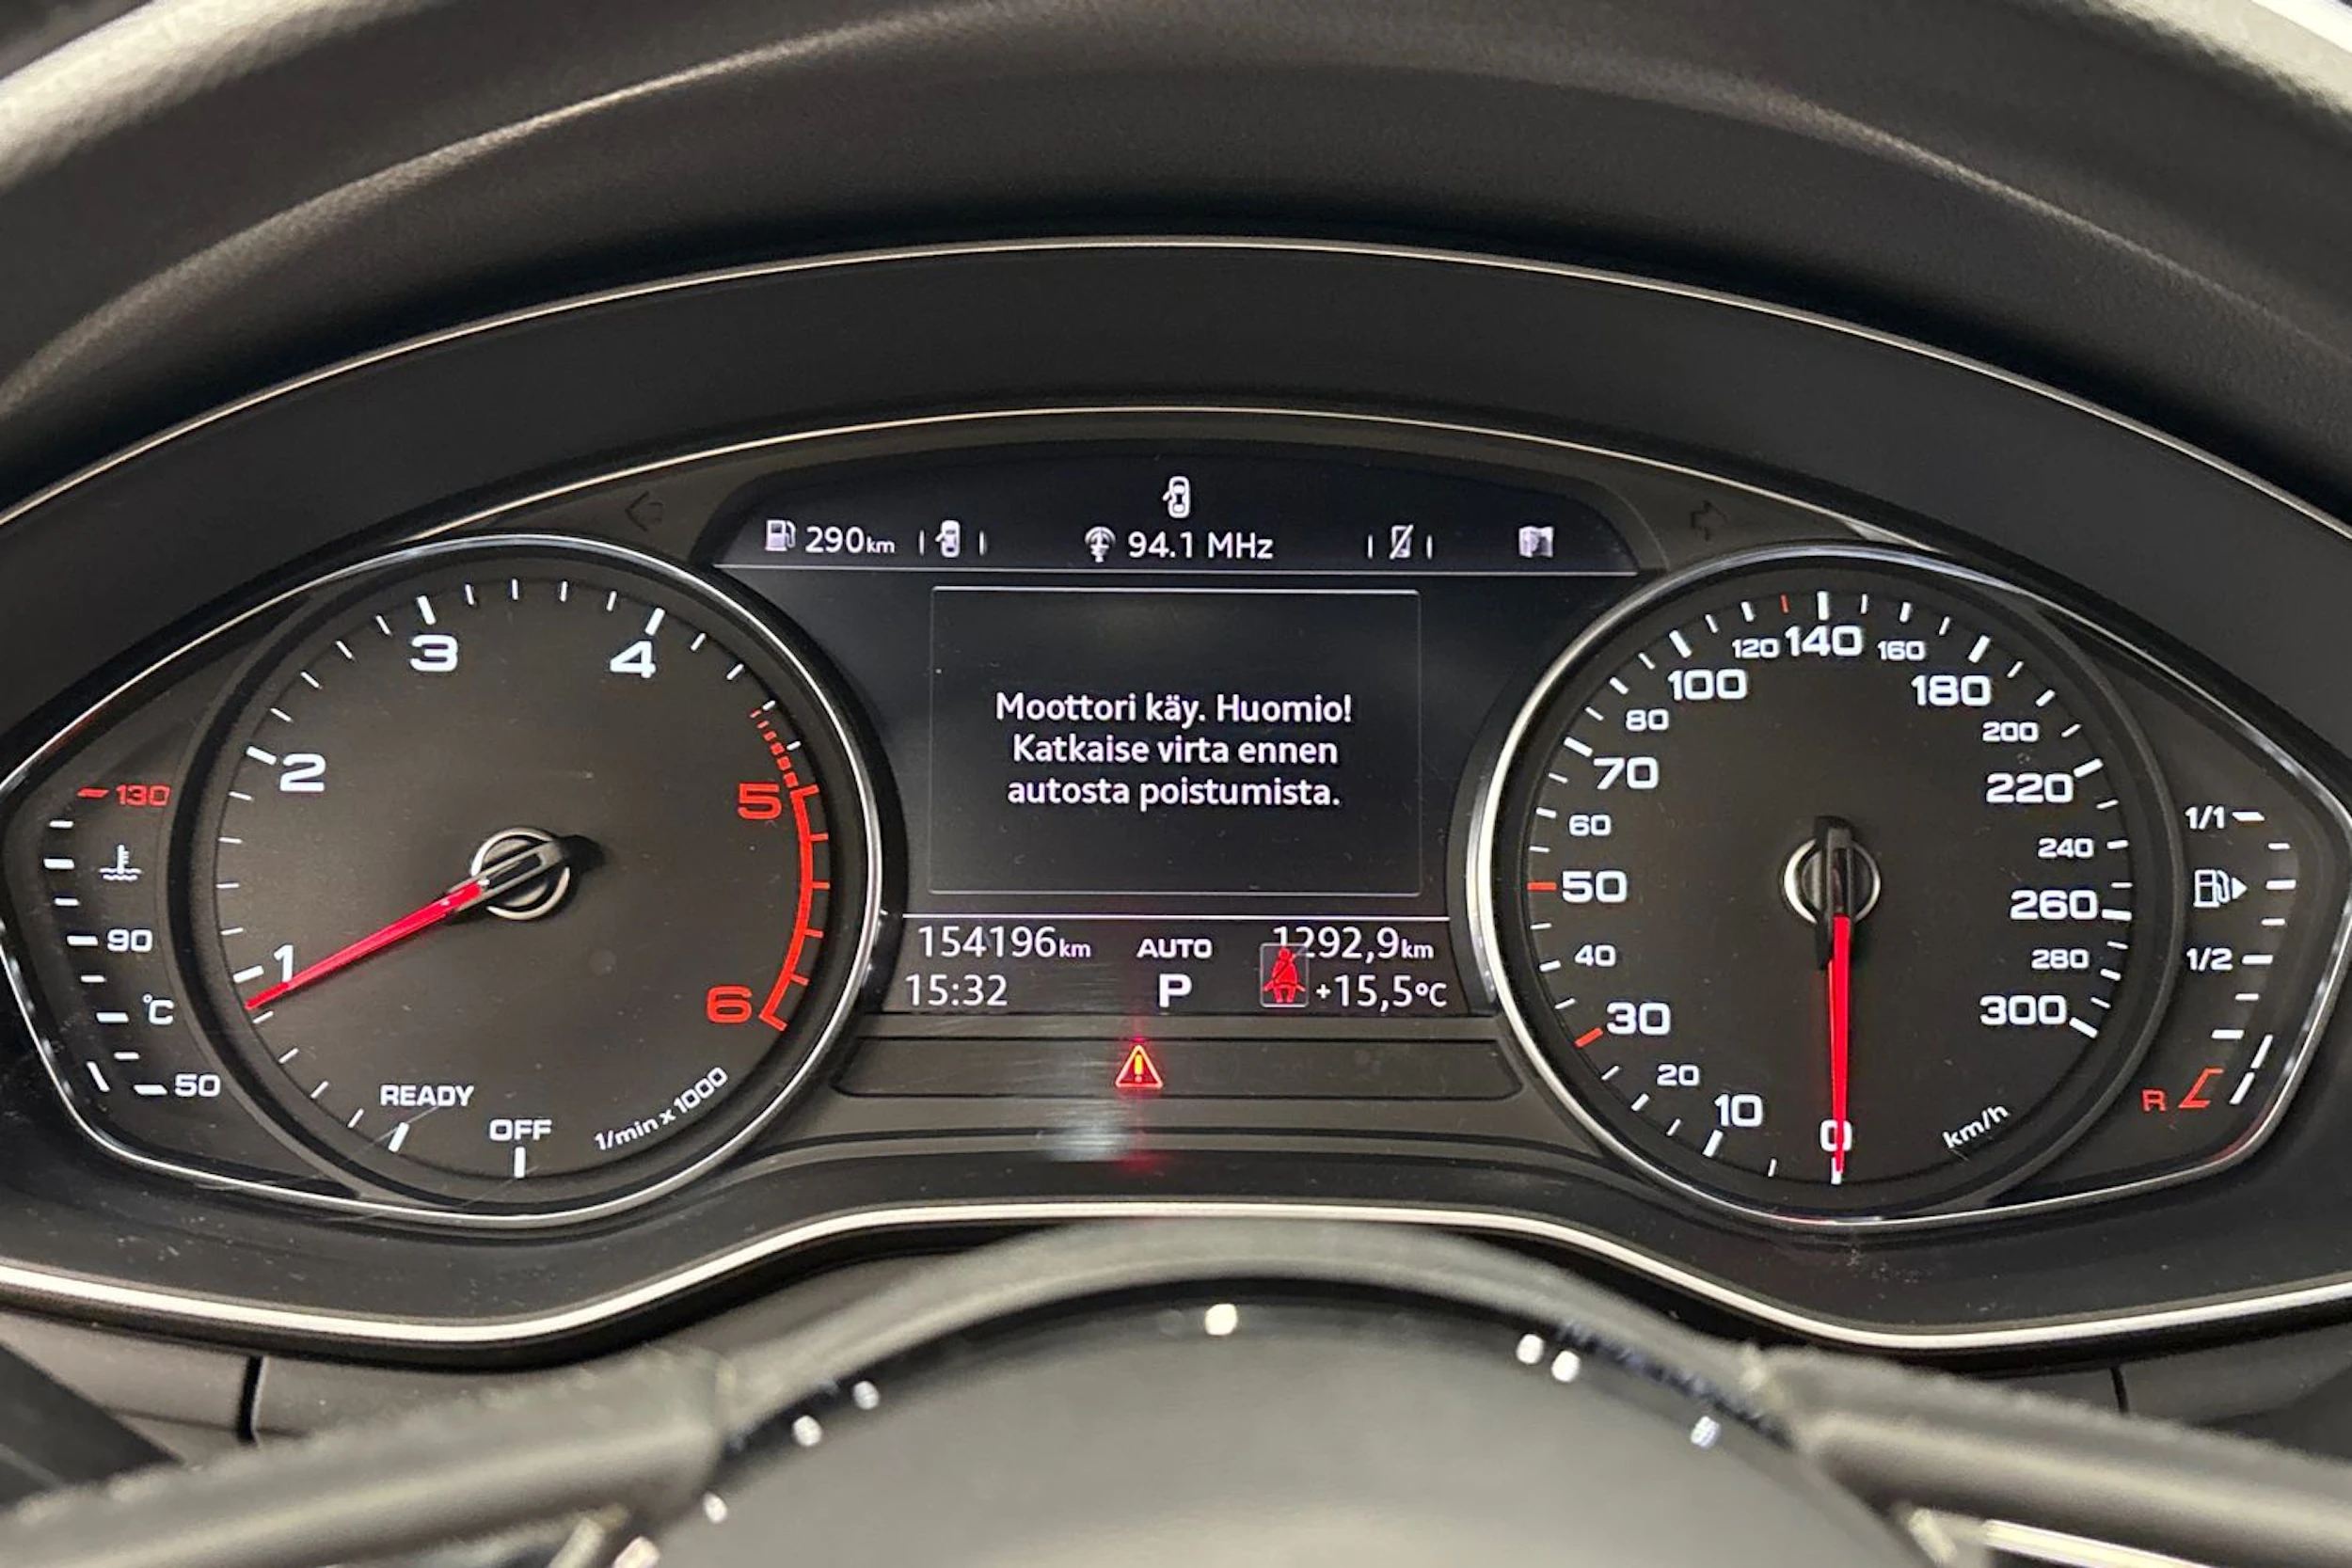 290km
94.1 MHz
Moottori käy. Huomio!
Katkaise virta ennen
autosta poistumista.
154196km
AUTO
1292,9km
15:32
P
+15,5°C
1
2
3
4
5
6
READY
OFF
1/min x 1000
130
90
°C
50
0
10
20
30
40
50
60
70
80
100
120
140
160
180
200
220
240
260
280
300
km/h
1/1
1/2
R